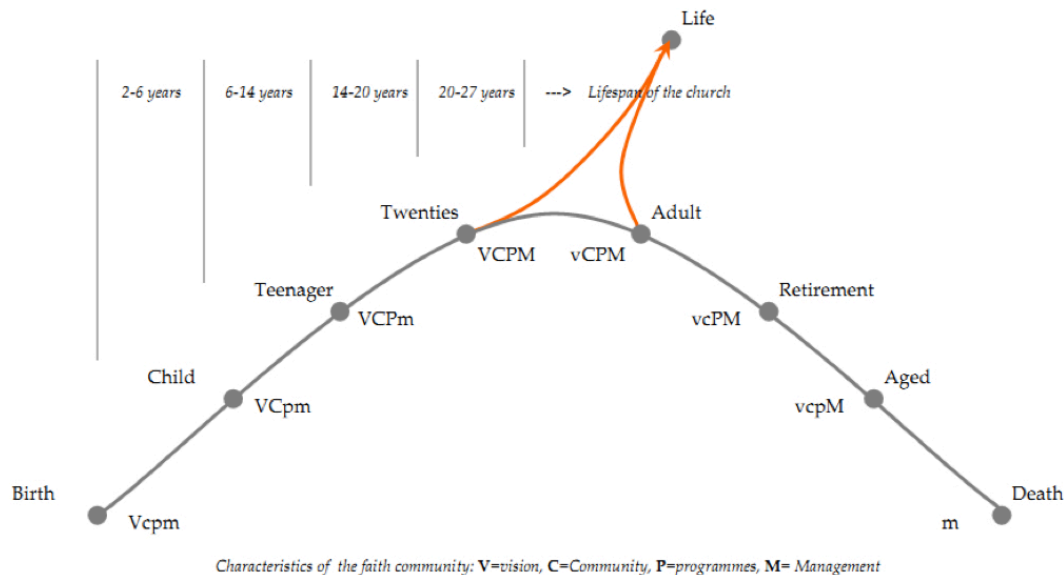 Life
2-6 years 6-14 years 14-20 years 20-27 years ---> Lifespan of the church
Twenties Adult
VCPM vCPM
Teenager Retirement
VCPm vcPM
Child Aged
VCpm vcpM
Birth Death
Vcpm m
Characteristics of the faith community: V=vision, C=Community, P=programmes, M= Management